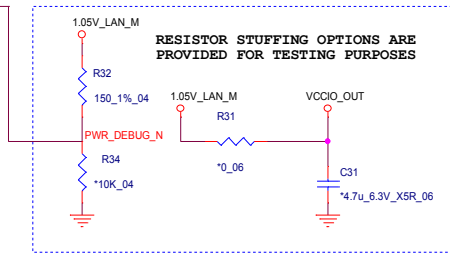 1.05V_LAN_M
RESISTOR STUFFING OPTIONS ARE
PROVIDED FOR TESTING PURPOSES
R32
150_1%_04
1.05V_LAN_M
VCCIO_OUT
R31
PWR_DEBUG_N
*0_06
R34
*10K_04
C31
*4.7u_6.3V_X5R_06